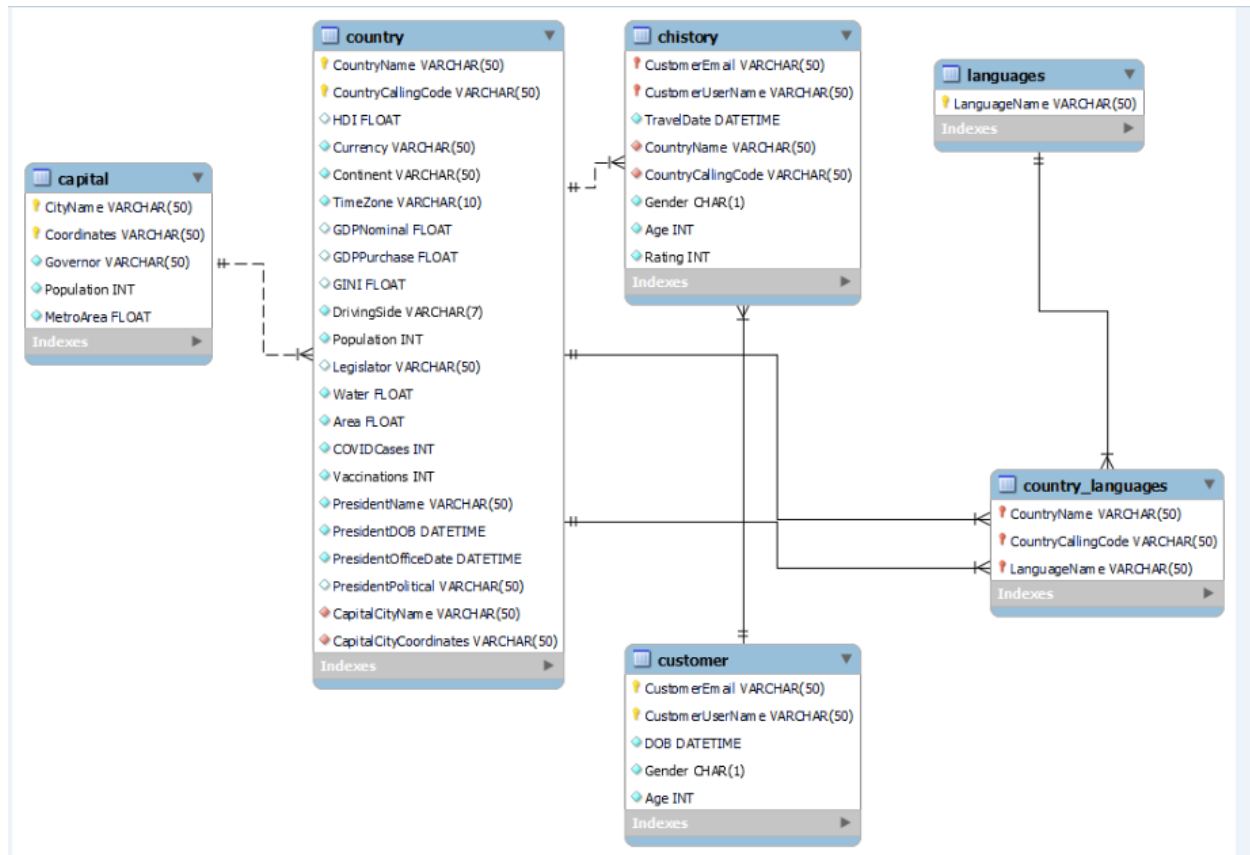 country
CountryName VARCHAR(50)
CountryCallingCode VARCHAR(50)
HDI FLOAT
Currency VARCHAR(50)
Continent VARCHAR(50)
TimeZone VARCHAR(10)
GDPNominal FLOAT
GDPPurchase FLOAT
GINI FLOAT
DrivingSide VARCHAR(7)
Population INT
Legislator VARCHAR(50)
Water FLOAT
Area FLOAT
COVIDCases INT
Vaccinations INT
PresidentName VARCHAR(50)
PresidentDOB DATETIME
PresidentOfficeDate DATETIME
PresidentPolitical VARCHAR(50)
CapitalCityName VARCHAR(50)
CapitalCityCoordinates VARCHAR(50)
Indexes
chistory
CustomerEmail VARCHAR(50)
CustomerUserName VARCHAR(50)
TravelDate DATETIME
CountryName VARCHAR(50)
CountryCallingCode VARCHAR(50)
Gender CHAR(1)
Age INT
Rating INT
Indexes
languages
LanguageName VARCHAR(50)
Indexes
capital
CityName VARCHAR(50)
Coordinates VARCHAR(50)
Governor VARCHAR(50)
Population INT
MetroArea FLOAT
Indexes
country_languages
CountryName VARCHAR(50)
CountryCallingCode VARCHAR(50)
LanguageName VARCHAR(50)
Indexes
customer
CustomerEmail VARCHAR(50)
CustomerUserName VARCHAR(50)
DOB DATETIME
Gender CHAR(1)
Age INT
Indexes